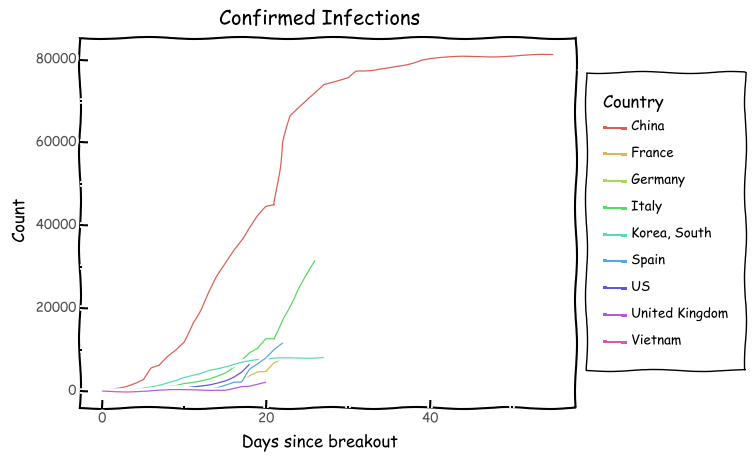 Confirmed Infections
80000
60000
40000
20000
0
Count
0
20
40
Days since breakout
Country
China
France
Germany
Italy
Korea, South
Spain
US
United Kingdom
Vietnam